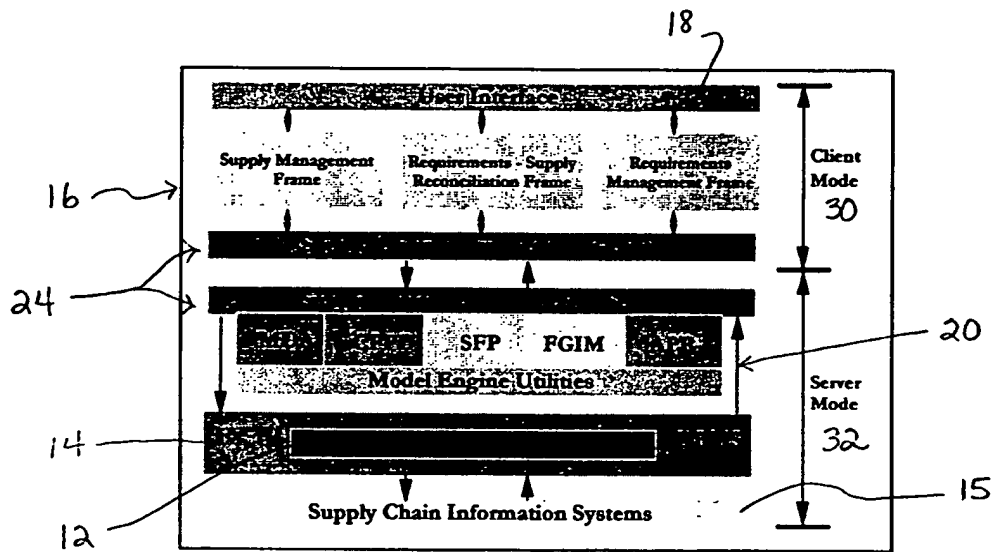 18
User Interface
Supply Management
Frame
Requirements - Supply
Reconciliation Frame
Requirements
Management Frame
Client
Mode
30
16
24
SFP
FGIM
APR
20
Model Engine Utilities
Server
Mode
32
14
12
Supply Chain Information Systems
15